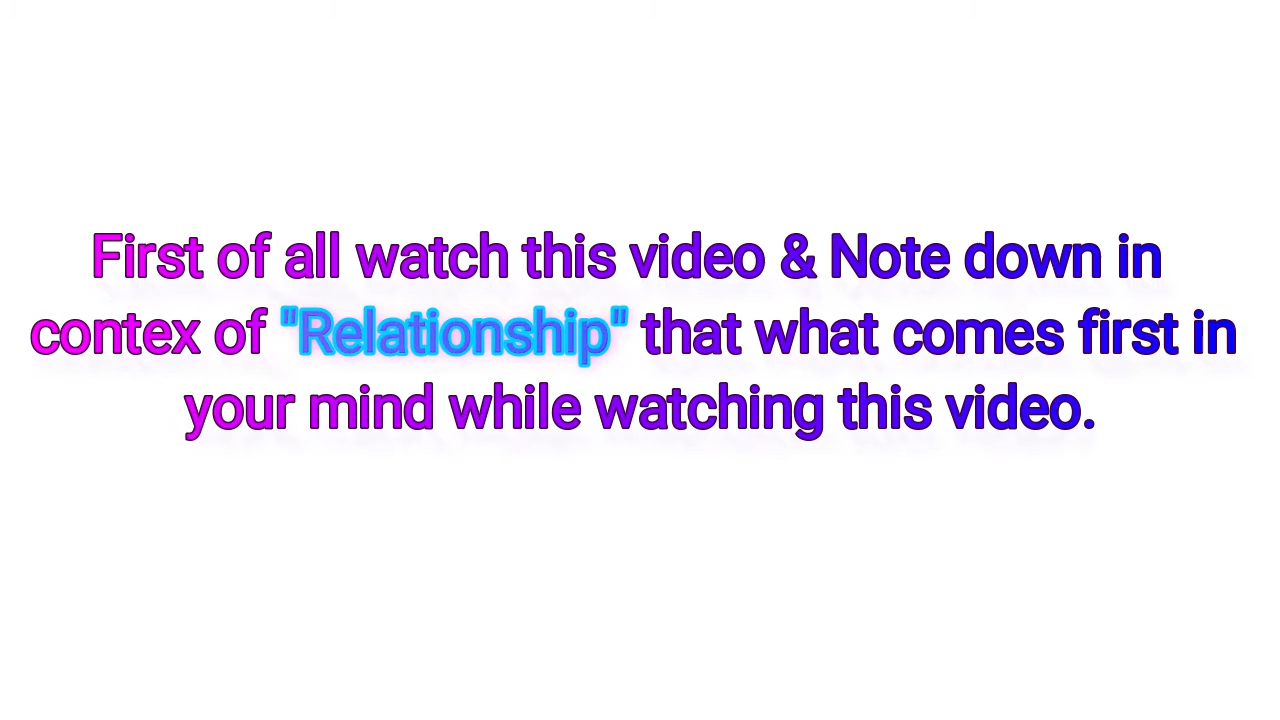 First of all watch this video & Note down in
contex of "Relationship" that what comes first in
your mind while watching this video.